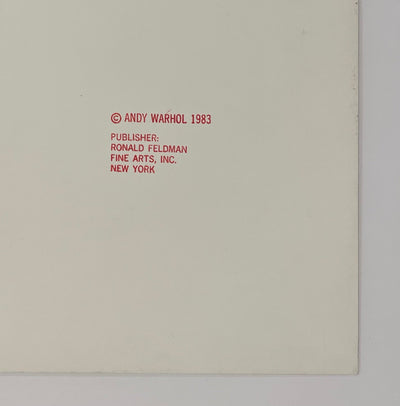 © ANDY WARHOL 1983
PUBLISHER:
RONALD FELDMAN
FINE ARTS, INC.
NEW YORK